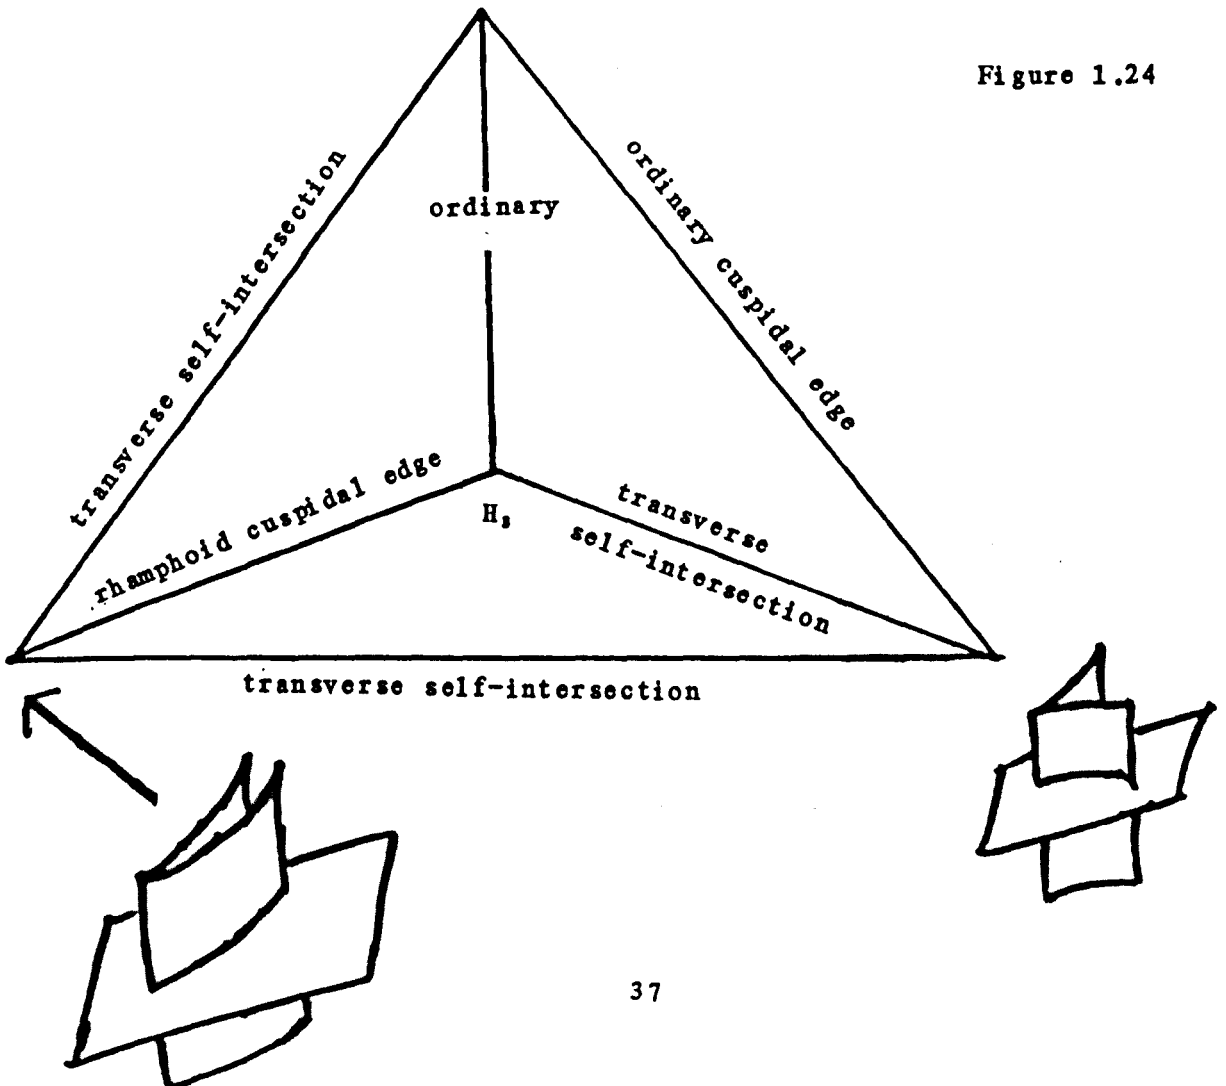 Figure 1.24
transverse self-intersection
ordinary
ordinary cuspidal edge
rhamphoid cuspidal edge
H₃
transverse
self-intersection
transverse self-intersection
37